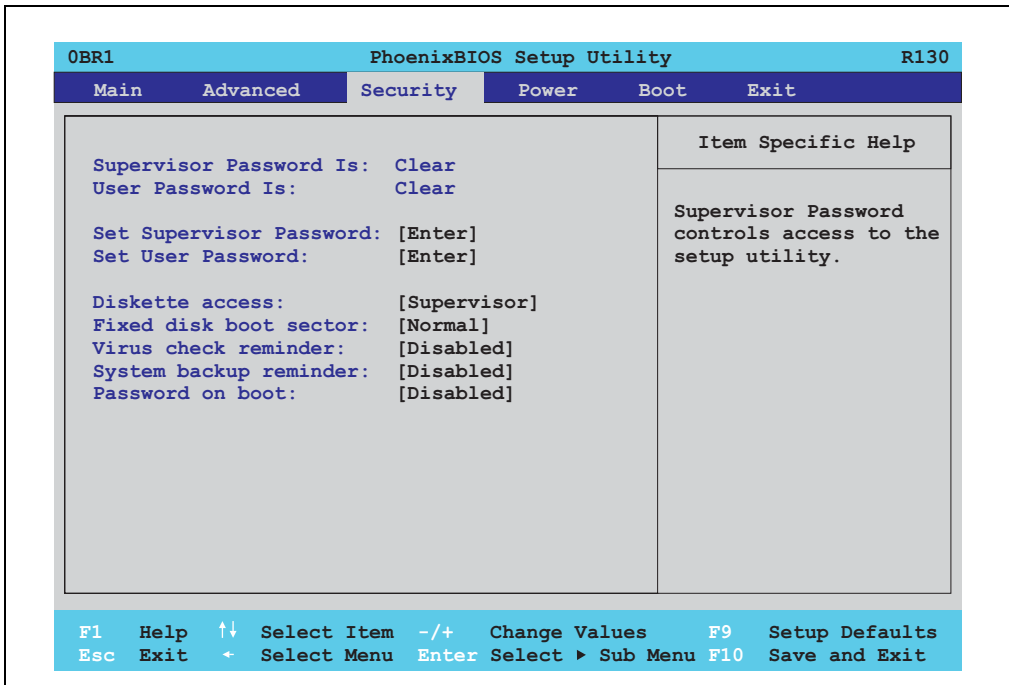 0BR1 PhoenixBIOS Setup Utility R130
Main Advanced Security Power Boot Exit
Supervisor Password Is: Clear
User Password Is: Clear
Set Supervisor Password: [Enter]
Set User Password: [Enter]
Diskette access: [Supervisor]
Fixed disk boot sector: [Normal]
Virus check reminder: [Disabled]
System backup reminder: [Disabled]
Password on boot: [Disabled]
Item Specific Help
Supervisor Password
controls access to the
setup utility.
F1 Help ↑↓ Select Item -/+ Change Values F9 Setup Defaults
Esc Exit ← Select Menu Enter Select ▶ Sub Menu F10 Save and Exit